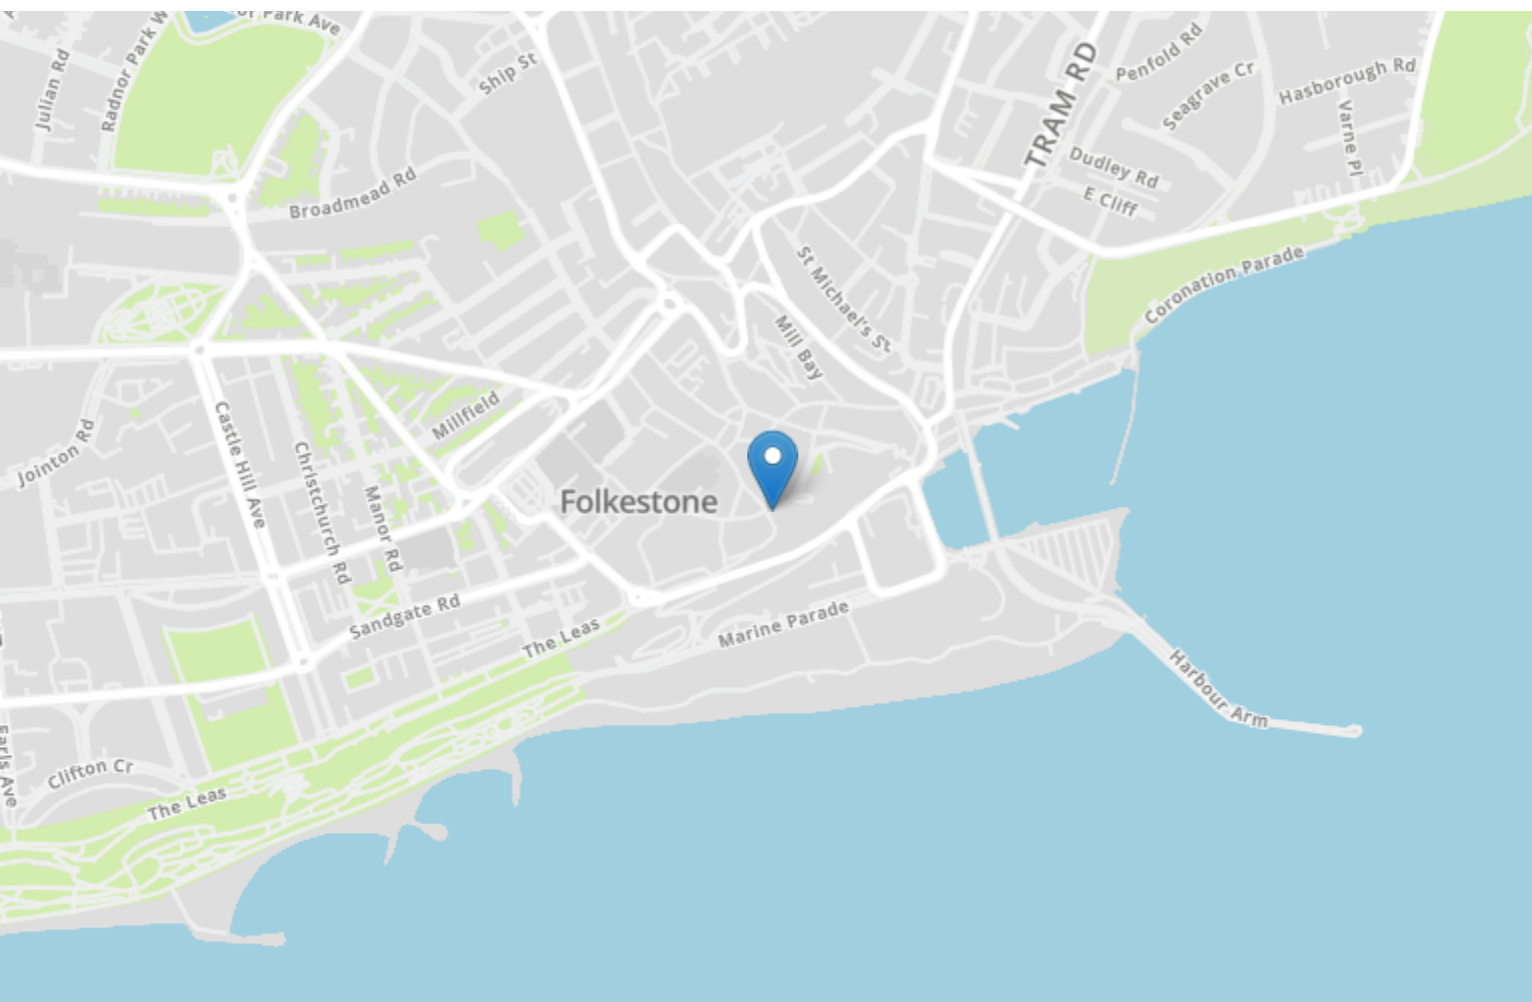 or Park Ave
Radnor Park W
Julian Rd
Ship St
TRAM RD
Penfold Rd
Seagrave Cr
Hasborough Rd
Varne Pl
Dudley Rd
E Cliff
Broadmead Rd
St Michael's St
Coronation Parade
Mill Bay
Millfield
Jointon Rd
Castle Hill Ave
Christchurch Rd
Manor Rd
Folkestone
Sandgate Rd
The Leas
Marine Parade
Harbour Arm
Earls Ave
Clifton Cr
The Leas